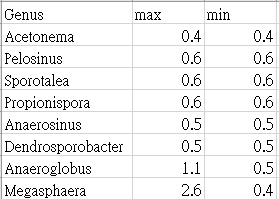 Genus max min
Acetonema 0.4 0.4
Pelosinus 0.6 0.6
Sporotalea 0.6 0.6
Propionispora 0.6 0.6
Anaerosinus 0.5 0.5
Dendrosporobacter 0.5 0.5
Anaeroglobus 1.1 0.5
Megasphaera 2.6 0.4